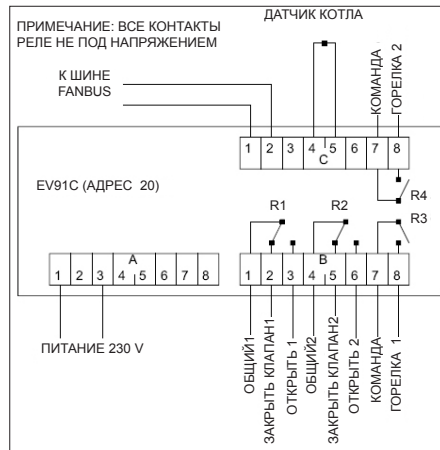 ПРИМЕЧАНИЕ: ВСЕ КОНТАКТЫ
РЕЛЕ НЕ ПОД НАПРЯЖЕНИЕМ
ДАТЧИК КОТЛА
К ШИНЕ
FANBUS
КОМАНДА
ГОРЕЛКА 2
1 2 3 4 5 6 7 8
C
EV91C (АДРЕС 20)
R4
R1
R2
R3
A
1 2 3 4 5 6 7 8
B
1 2 3 4 5 6 7 8
ПИТАНИЕ 230 V
ОБЩИЙ1
ЗАКРЫТЬ КЛАПАН1
ОТКРЫТЬ 1
ОБЩИЙ2
ЗАКРЫТЬ КЛАПАН2
ОТКРЫТЬ 2
КОМАНДА
ГОРЕЛКА 1